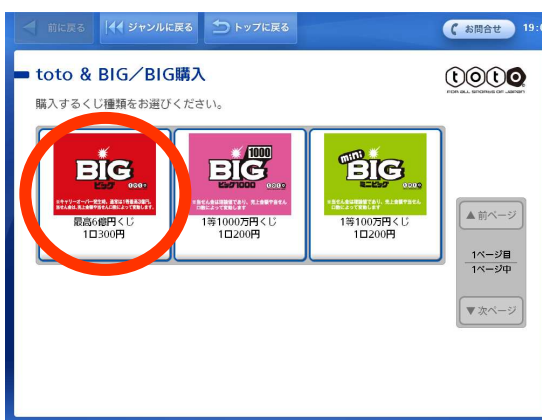 前に戻る
ジャンルに戻る
トップに戻る
お問合せ
toto & BIG／BIG購入
toto
FOR ALL SPORTS OF JAPAN
購入するくじ種類をお選びください。
BIG
ビッグ
toto
最高6億円くじ
1口300円
BIG
1000
ビッグ1000
toto
1等1000万円くじ
1口200円
mini
BIG
ミニビッグ
toto
1等100万円くじ
1口200円
▲前ページ
1ページ目
1ページ中
▼次ページ